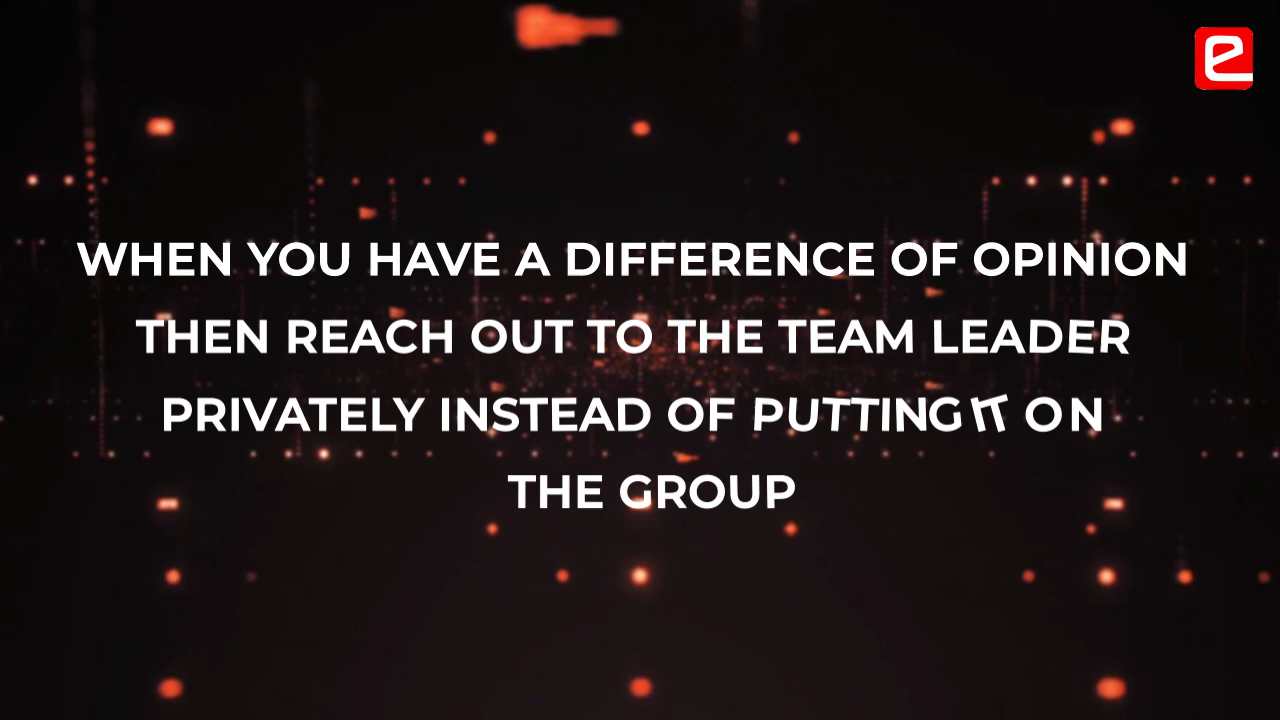 WHEN YOU HAVE A DIFFERENCE OF OPINION
THEN REACH OUT TO THE TEAM LEADER
PRIVATELY INSTEAD OF PUTTING IT ON
THE GROUP
e